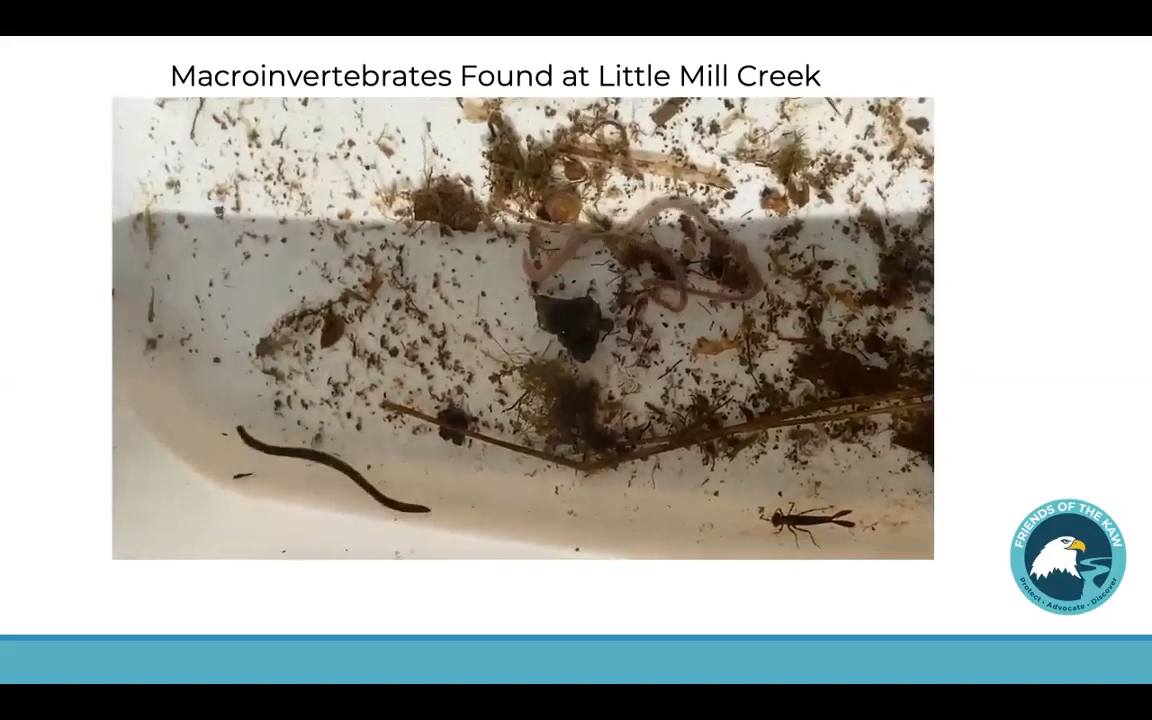 Macroinvertebrates Found at Little Mill Creek
FRIENDS OF THE KAW
Protect • Advocate • Discover